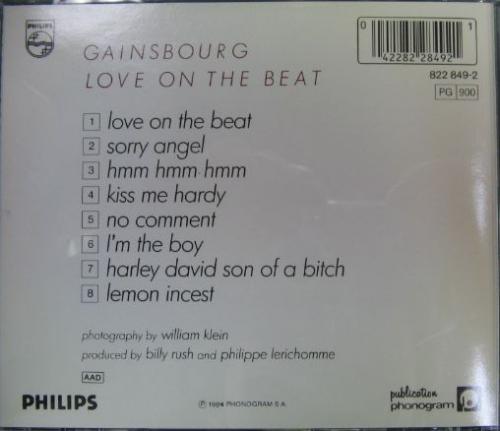 PHILIPS
0 1
42282 28492
GAINSBOURG
LOVE ON THE BEAT
822 849-2
PG 900
1 love on the beat
2 sorry angel
3 hmm hmm hmm
4 kiss me hardy
5 no comment
6 I'm the boy
7 harley david son of a bitch
8 lemon incest
photography by william klein
produced by billy rush and philippe lerichomme
AAD
PHILIPS
Ⓟ 1984 PHONOGRAM S.A.
publication
phonogram